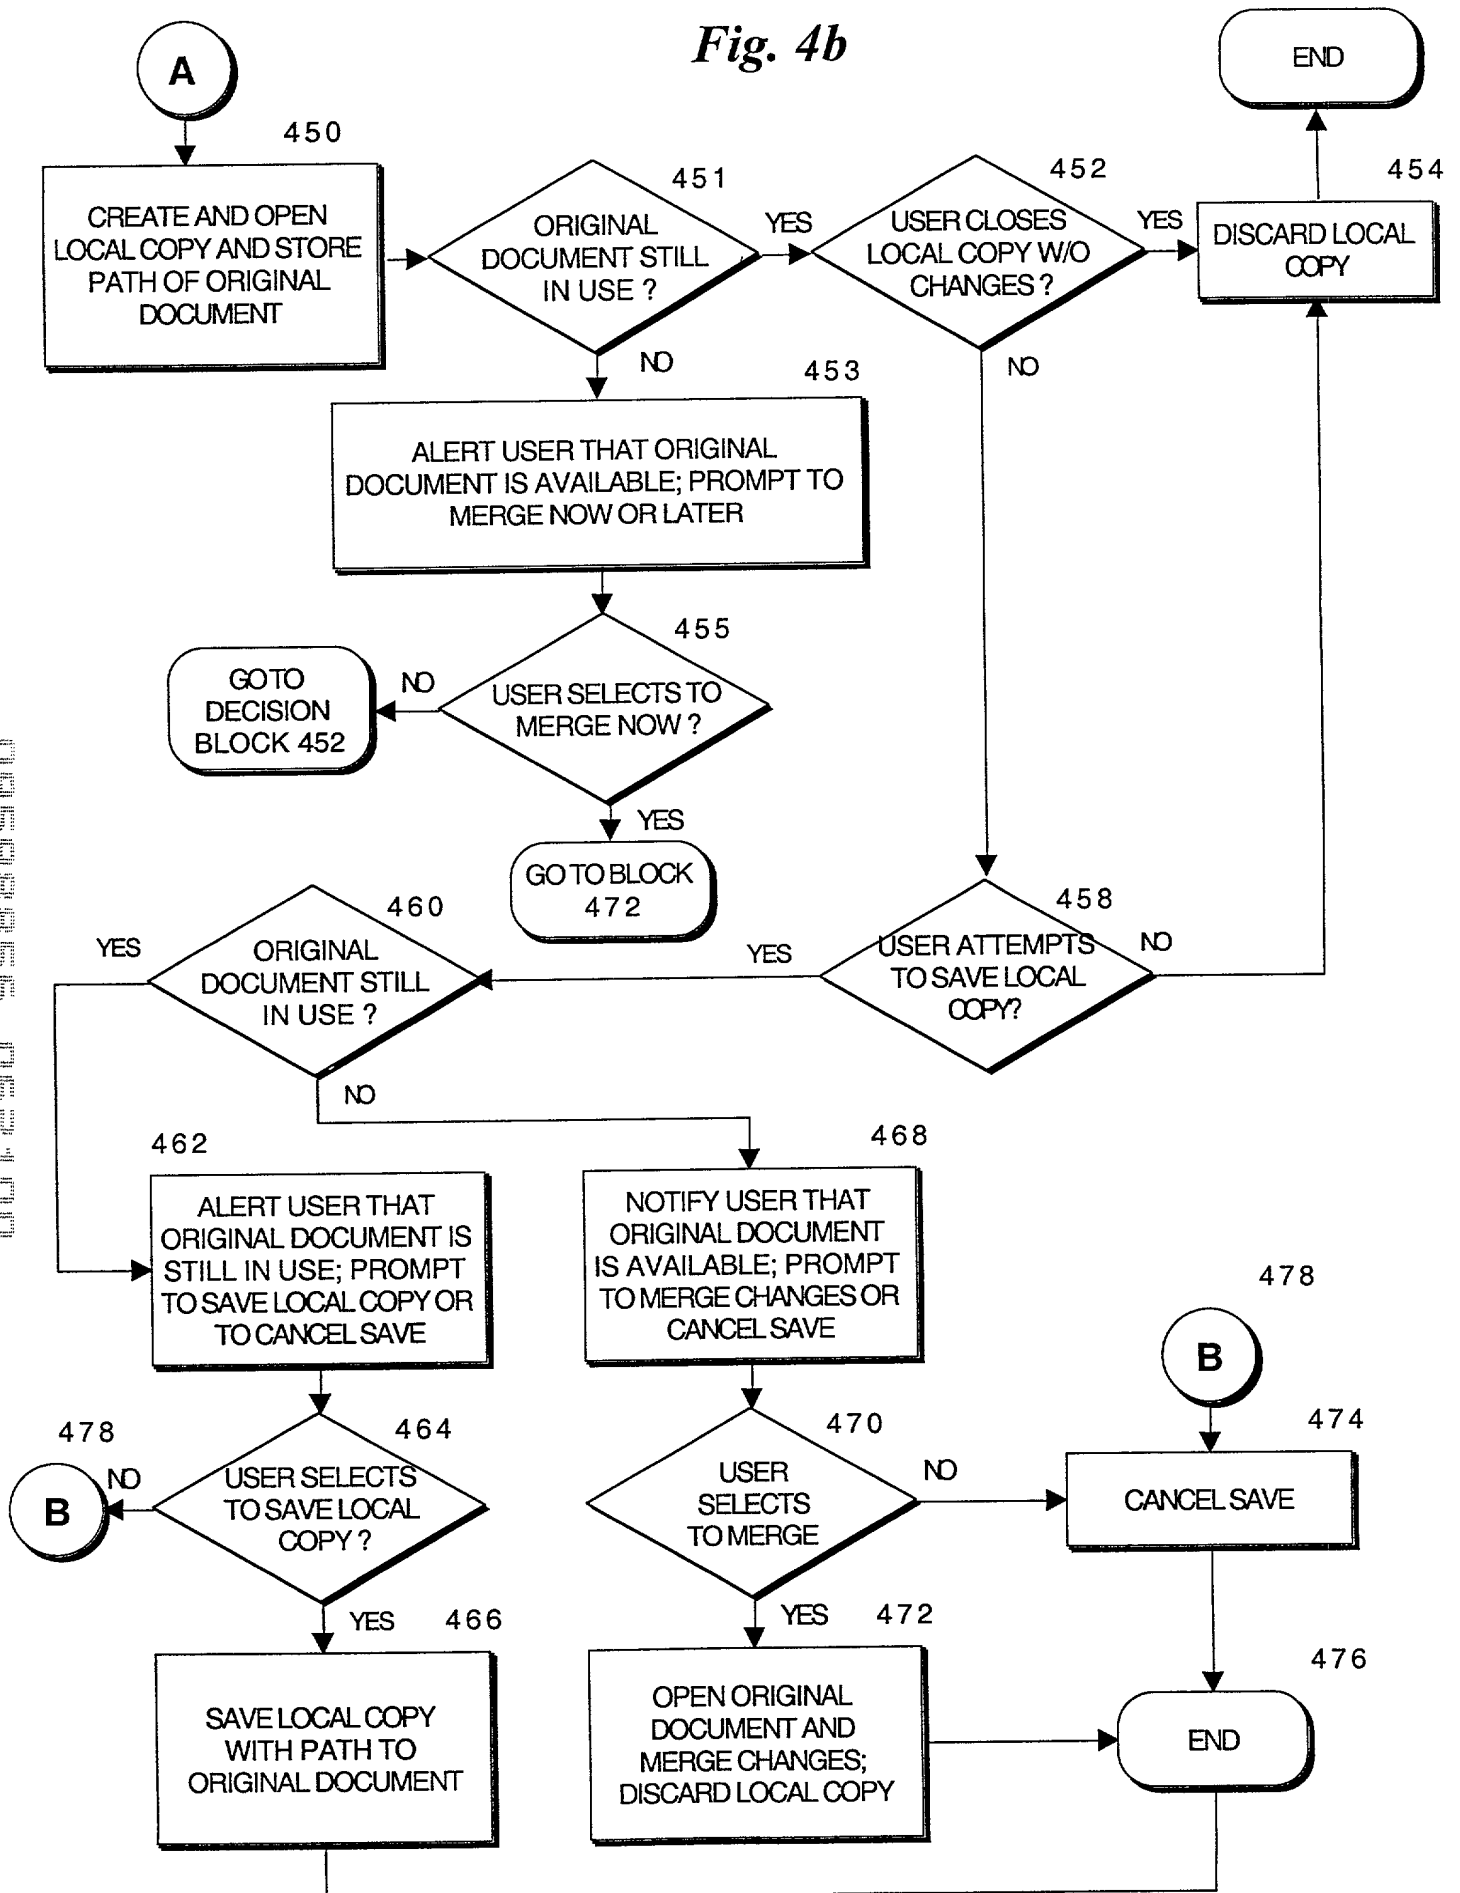 Fig. 4b
A
END
450
451
452
454
CREATE AND OPEN
LOCAL COPY AND STORE
PATH OF ORIGINAL
DOCUMENT
ORIGINAL
DOCUMENT STILL
IN USE ?
YES
NO
USER CLOSES
LOCAL COPY W/O
CHANGES ?
YES
NO
DISCARD LOCAL
COPY
453
ALERT USER THAT ORIGINAL
DOCUMENT IS AVAILABLE; PROMPT TO
MERGE NOW OR LATER
455
USER SELECTS TO
MERGE NOW ?
NO
GO TO
DECISION
BLOCK 452
YES
GO TO BLOCK
472
458
USER ATTEMPTS
TO SAVE LOCAL
COPY?
NO
YES
460
ORIGINAL
DOCUMENT STILL
IN USE ?
YES
NO
462
ALERT USER THAT
ORIGINAL DOCUMENT IS
STILL IN USE; PROMPT
TO SAVE LOCAL COPY OR
TO CANCEL SAVE
468
NOTIFY USER THAT
ORIGINAL DOCUMENT
IS AVAILABLE; PROMPT
TO MERGE CHANGES OR
CANCEL SAVE
478
B
478
B
NO
464
USER SELECTS
TO SAVE LOCAL
COPY ?
YES
470
USER
SELECTS
TO MERGE
NO
YES
474
CANCEL SAVE
466
SAVE LOCAL COPY
WITH PATH TO
ORIGINAL DOCUMENT
472
OPEN ORIGINAL
DOCUMENT AND
MERGE CHANGES;
DISCARD LOCAL COPY
476
END